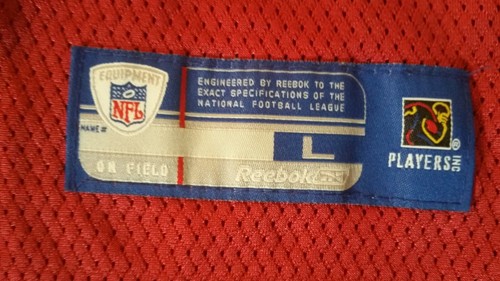 EQUIPMENT
NFL
NAME#
ON FIELD
ENGINEERED BY REEBOK TO THE
EXACT SPECIFICATIONS OF THE
NATIONAL FOOTBALL LEAGUE
L
Reebok
PLAYERS INC ®